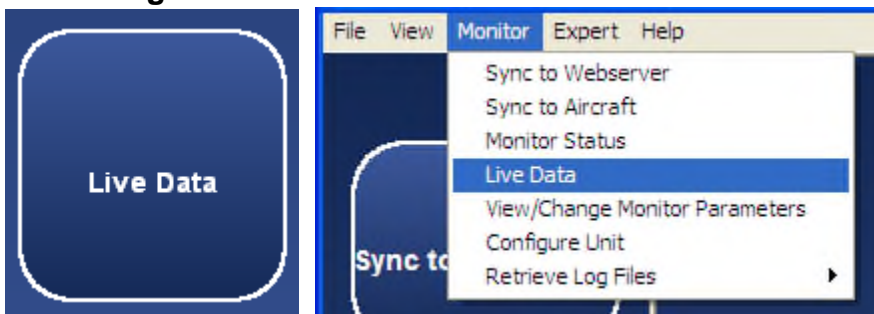 Live Data
File View Monitor Expert Help
Sync to Webserver
Sync to Aircraft
Monitor Status
Live Data
View/Change Monitor Parameters
Configure Unit
Retrieve Log Files
Sync to